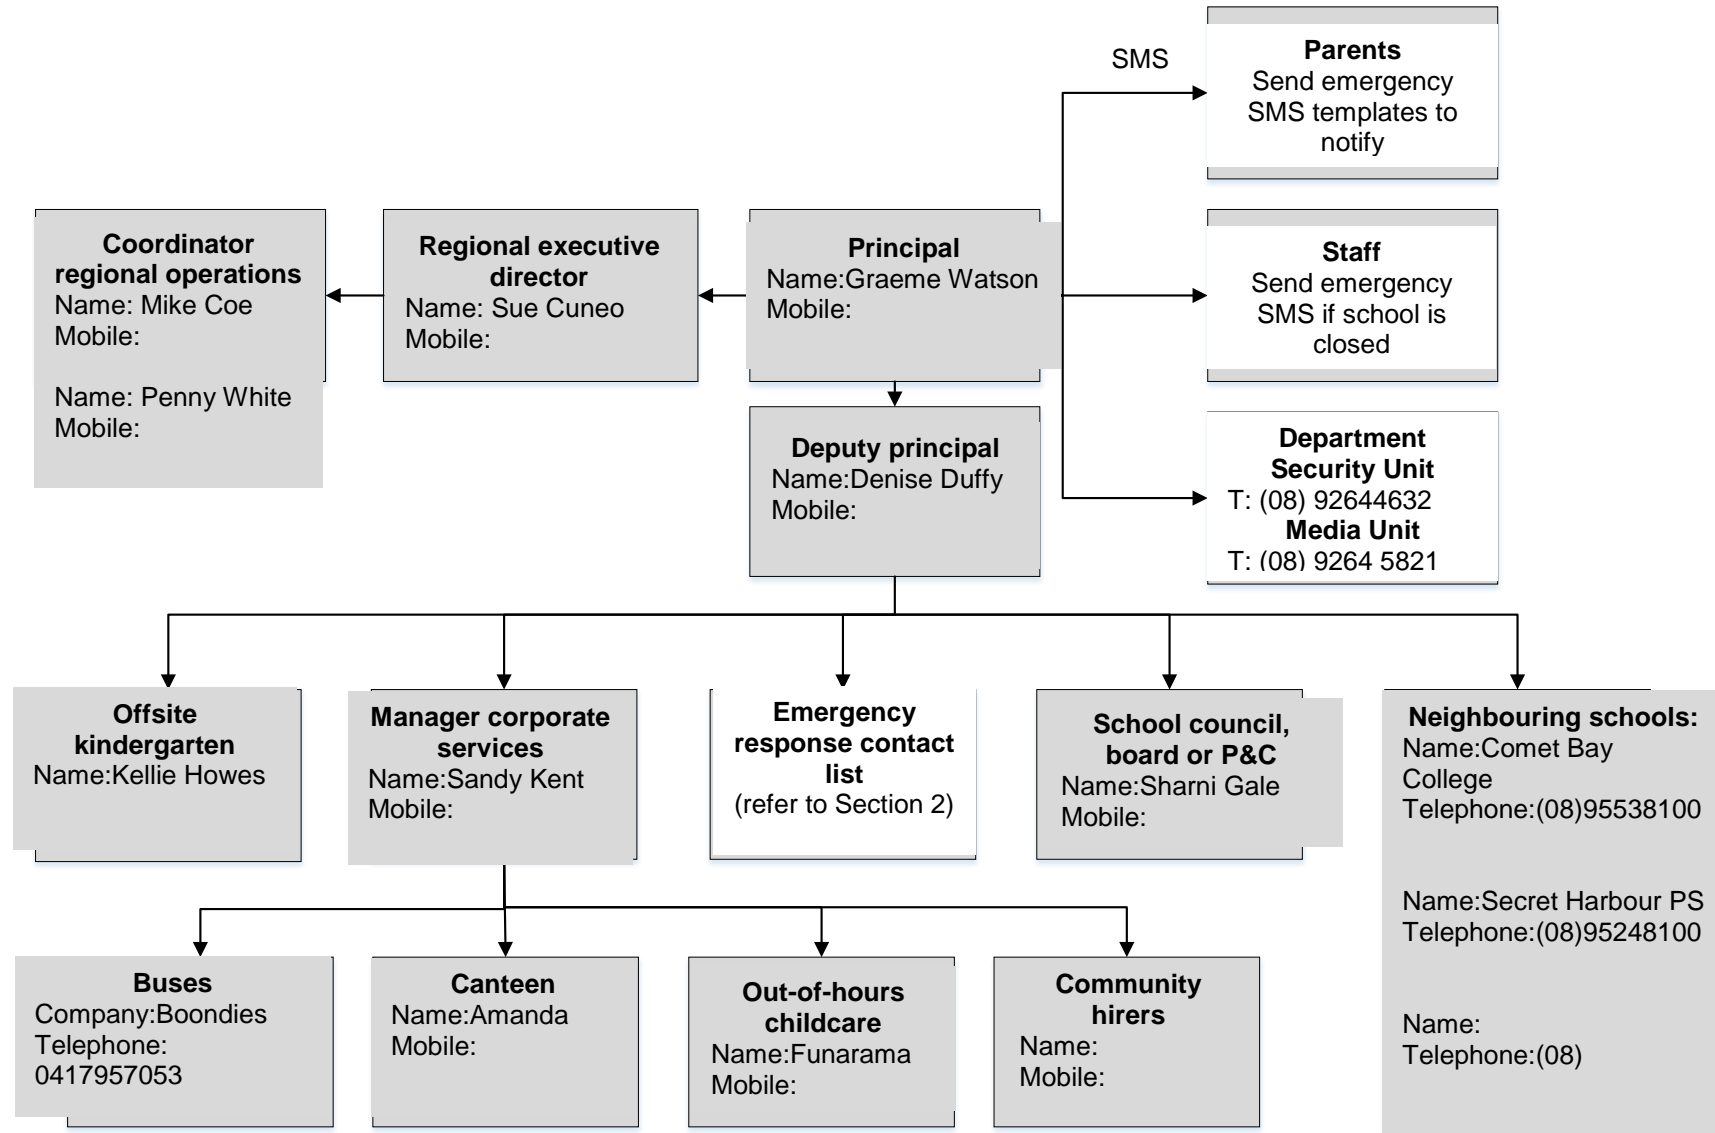 SMS
Parents
Send emergency
SMS templates to
notify
Coordinator
regional operations
Name: Mike Coe
Mobile:
Name: Penny White
Mobile:
Regional executive
director
Name: Sue Cuneo
Mobile:
Principal
Name:Graeme Watson
Mobile:
Staff
Send emergency
SMS if school is
closed
Deputy principal
Name:Denise Duffy
Mobile:
Department
Security Unit
T: (08) 92644632
Media Unit
T: (08) 9264 5821
Offsite
kindergarten
Name:Kellie Howes
Manager corporate
services
Name:Sandy Kent
Mobile:
Emergency
response contact
list
(refer to Section 2)
School council,
board or P&C
Name:Sharni Gale
Mobile:
Neighbouring schools:
Name:Comet Bay
College
Telephone:(08)95538100
Name:Secret Harbour PS
Telephone:(08)95248100
Name:
Telephone:(08)
Buses
Company:Boondies
Telephone:
0417957053
Canteen
Name:Amanda
Mobile:
Out-of-hours
childcare
Name:Funarama
Mobile:
Community
hirers
Name:
Mobile: